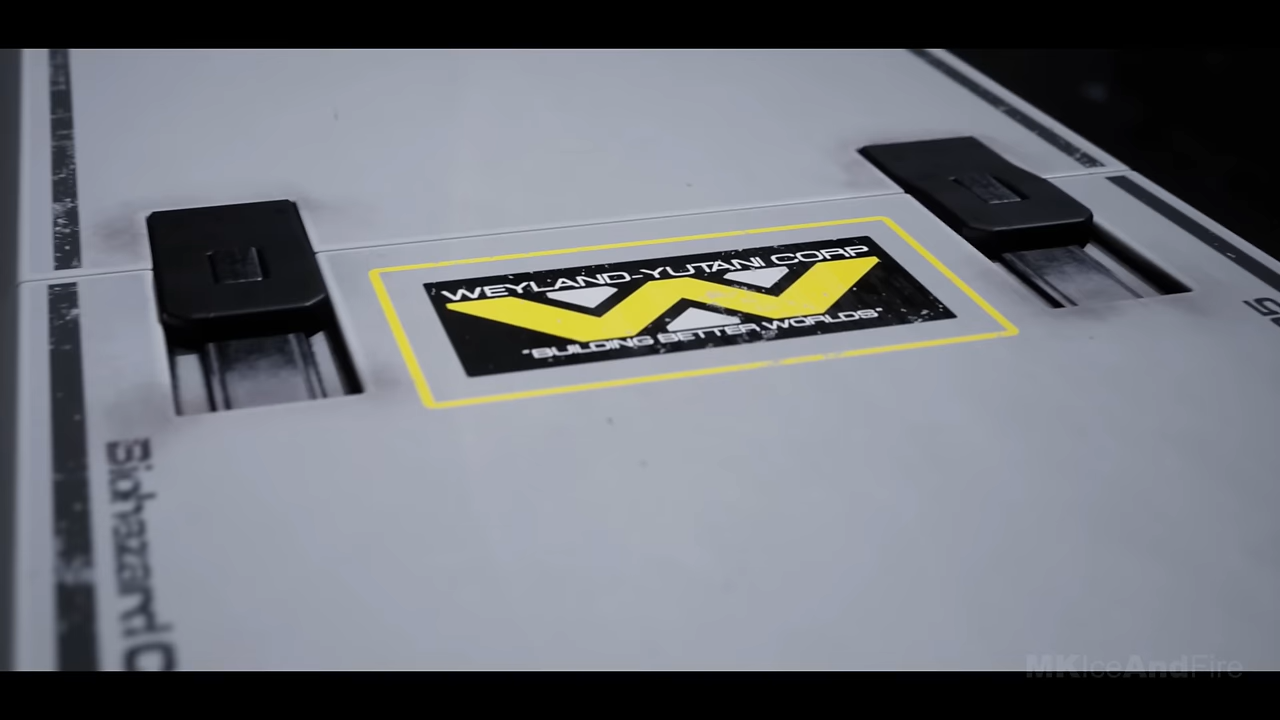 WEYLAND-YUTANI CORP
"BUILDING BETTER WORLDS"
Biohazard
MKIceAndFire